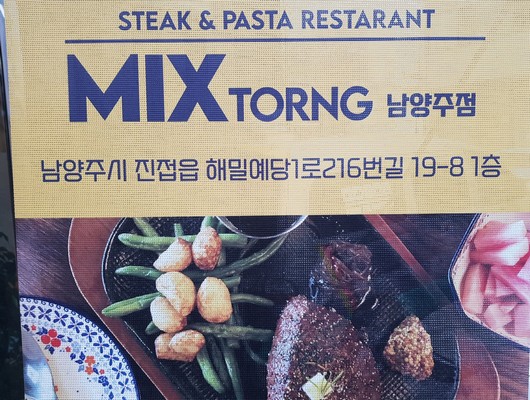 STEAK & PASTA RESTARANT
MIX TORNG 남양주점
남양주시 진접읍 해밀예당1로216번길 19-8 1층